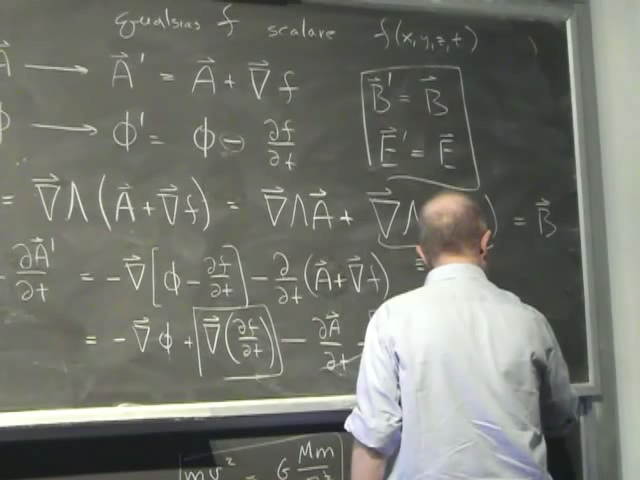 qualsias f scalare f(x,y,z,t)
A⃗ → A⃗' = A⃗ + ∇⃗f
B⃗' = B⃗
ϕ → ϕ' = ϕ − ∂f/∂t
E⃗' = E⃗
= ∇⃗∧(A⃗ + ∇⃗f) = ∇⃗∧A⃗ + ∇⃗∧ ) = B⃗
- ∂A⃗'/∂t = -∇⃗[ϕ - ∂f/∂t] - ∂/∂t(A⃗+∇⃗f) =
= -∇⃗ϕ + ∇⃗(∂f/∂t) - ∂A⃗/∂t -
mv² = G Mm